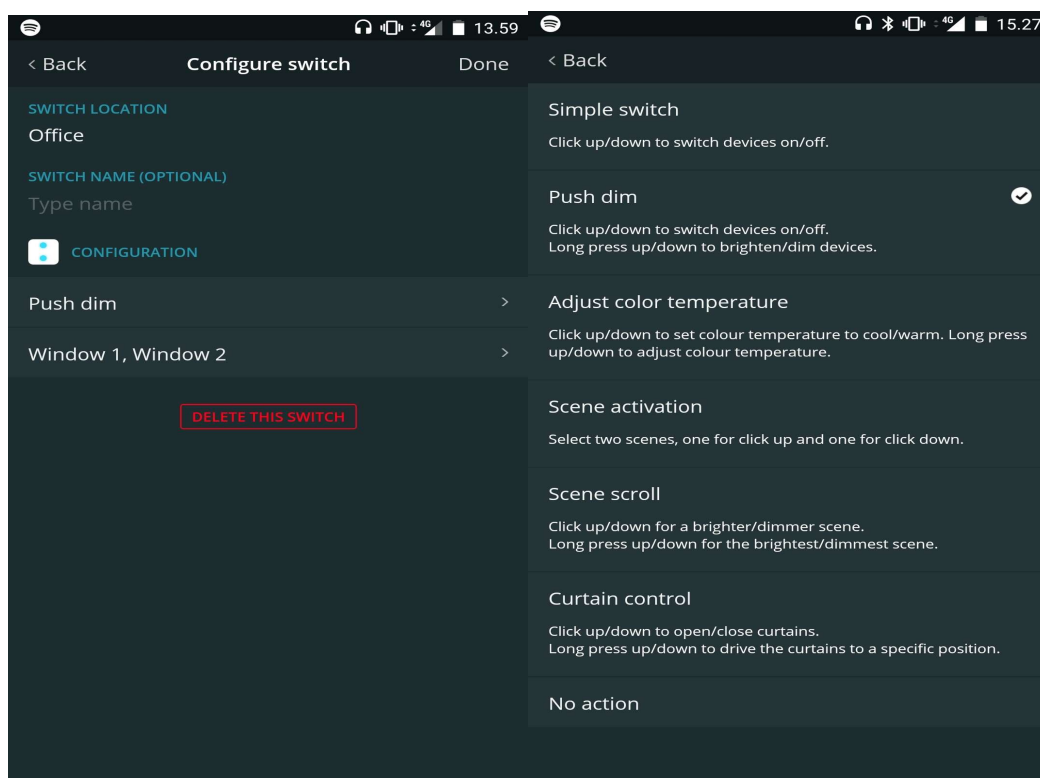 4G 13.59
< Back Configure switch Done
SWITCH LOCATION
Office
SWITCH NAME (OPTIONAL)
Type name
CONFIGURATION
Push dim >
Window 1, Window 2 >
DELETE THIS SWITCH
4G 15.27
< Back
Simple switch
Click up/down to switch devices on/off.
Push dim
Click up/down to switch devices on/off.
Long press up/down to brighten/dim devices.
Adjust color temperature
Click up/down to set colour temperature to cool/warm. Long press
up/down to adjust colour temperature.
Scene activation
Select two scenes, one for click up and one for click down.
Scene scroll
Click up/down for a brighter/dimmer scene.
Long press up/down for the brightest/dimmest scene.
Curtain control
Click up/down to open/close curtains.
Long press up/down to drive the curtains to a specific position.
No action